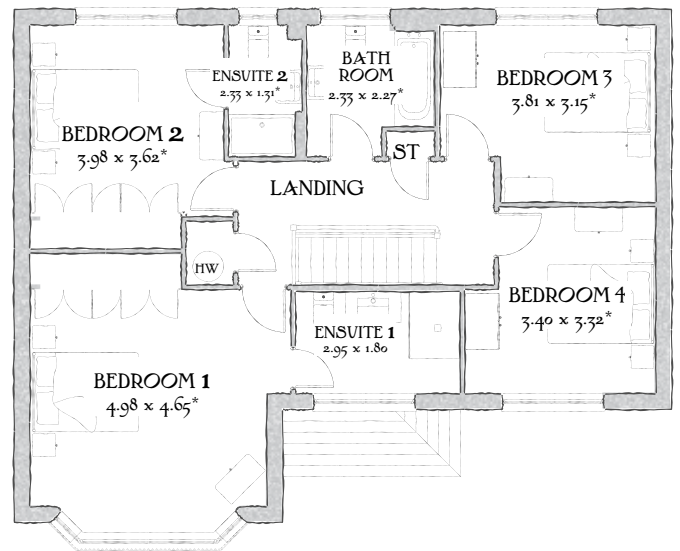 BEDROOM 2
3.98 x 3.62*
ENSUITE 2
2.33 x 1.31*
BATH
ROOM
2.33 x 2.27*
BEDROOM 3
3.81 x 3.15*
ST
LANDING
HW
BEDROOM 1
4.98 x 4.65*
ENSUITE 1
2.95 x 1.80
BEDROOM 4
3.40 x 3.32*